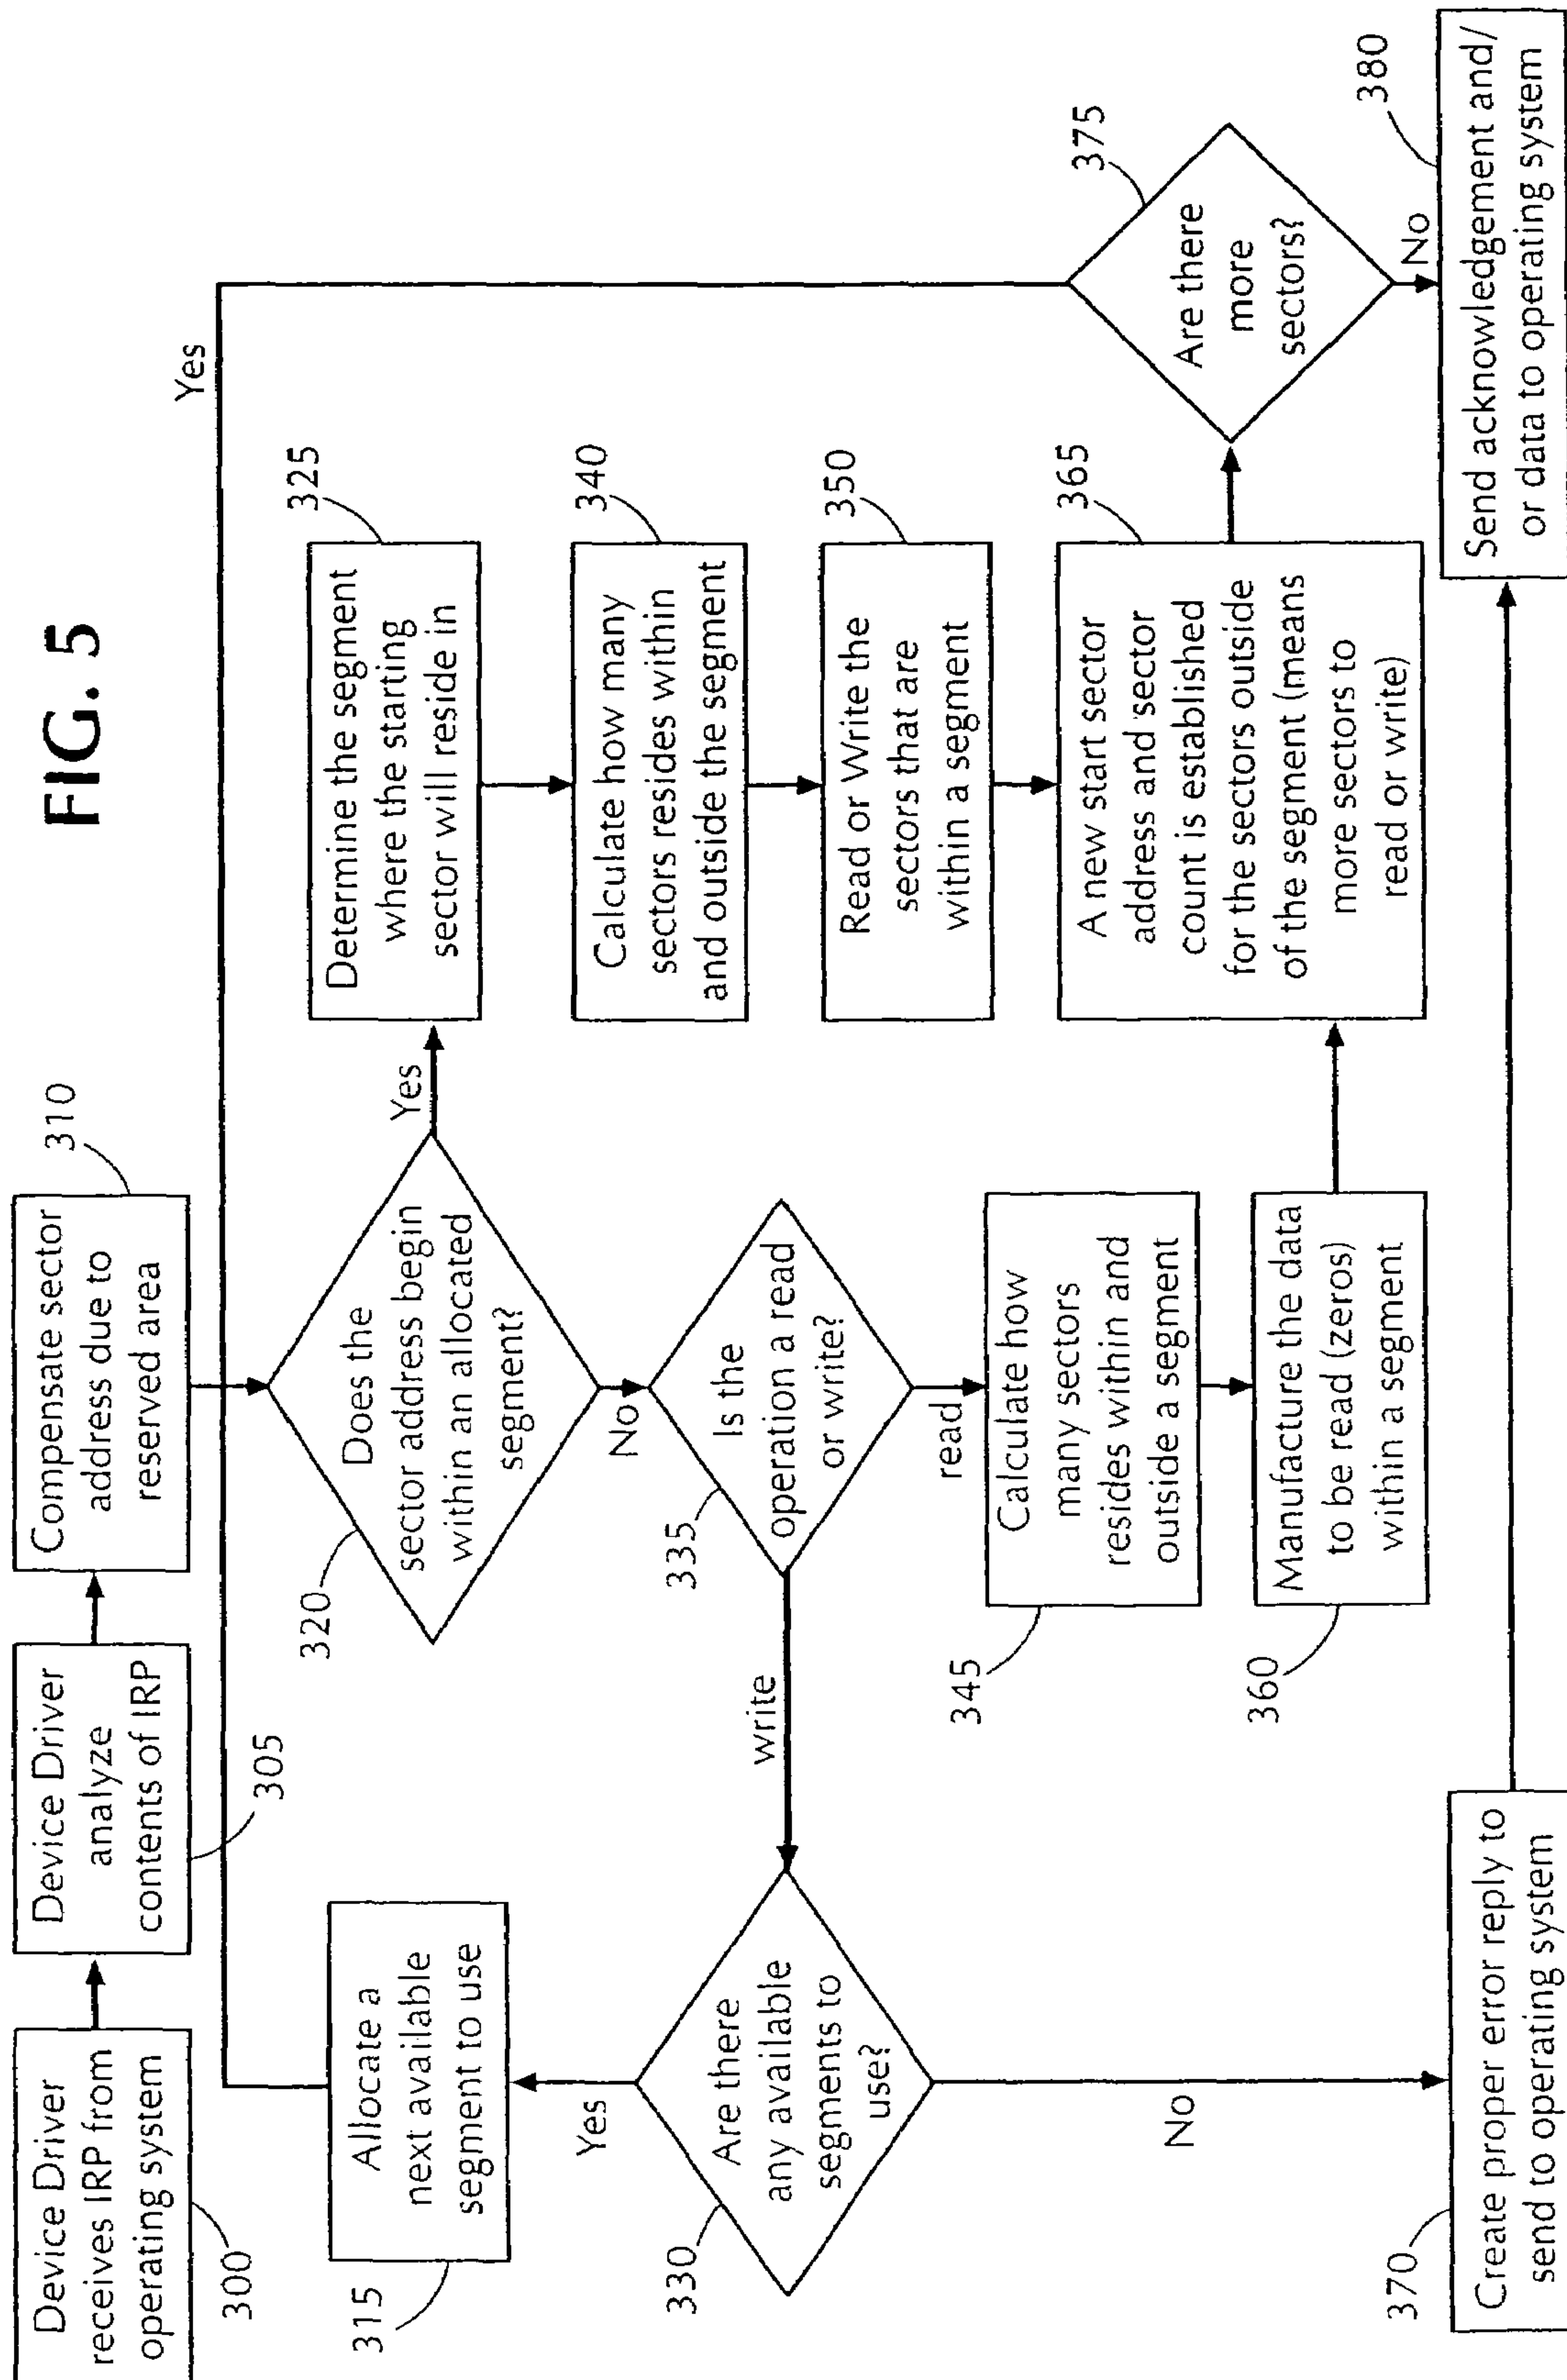 FIG. 5
Device Driver
receives IRP from
operating system
300
Device Driver
analyze
contents of IRP
305
Compensate sector
address due to
reserved area
310
Yes
Allocate a
next available
segment to use
315
Does the
sector address begin
within an allocated
segment?
320
Yes
No
Determine the segment
where the starting
sector will reside in
325
Are there
any available
segments to
use?
330
Yes
No
write
Is the
operation a read
or write?
335
read
Calculate how many
sectors resides within
and outside the segment
340
Calculate how
many sectors
resides within and
outside a segment
345
Read or Write the
sectors that are
within a segment
350
Manufacture the data
to be read (zeros)
within a segment
360
A new start sector
address and sector
count is established
for the sectors outside
of the segment (means
more sectors to
read or write)
365
Are there
more
sectors?
375
No
Create proper error reply to
send to operating system
370
Send acknowledgement and/
or data to operating system
380